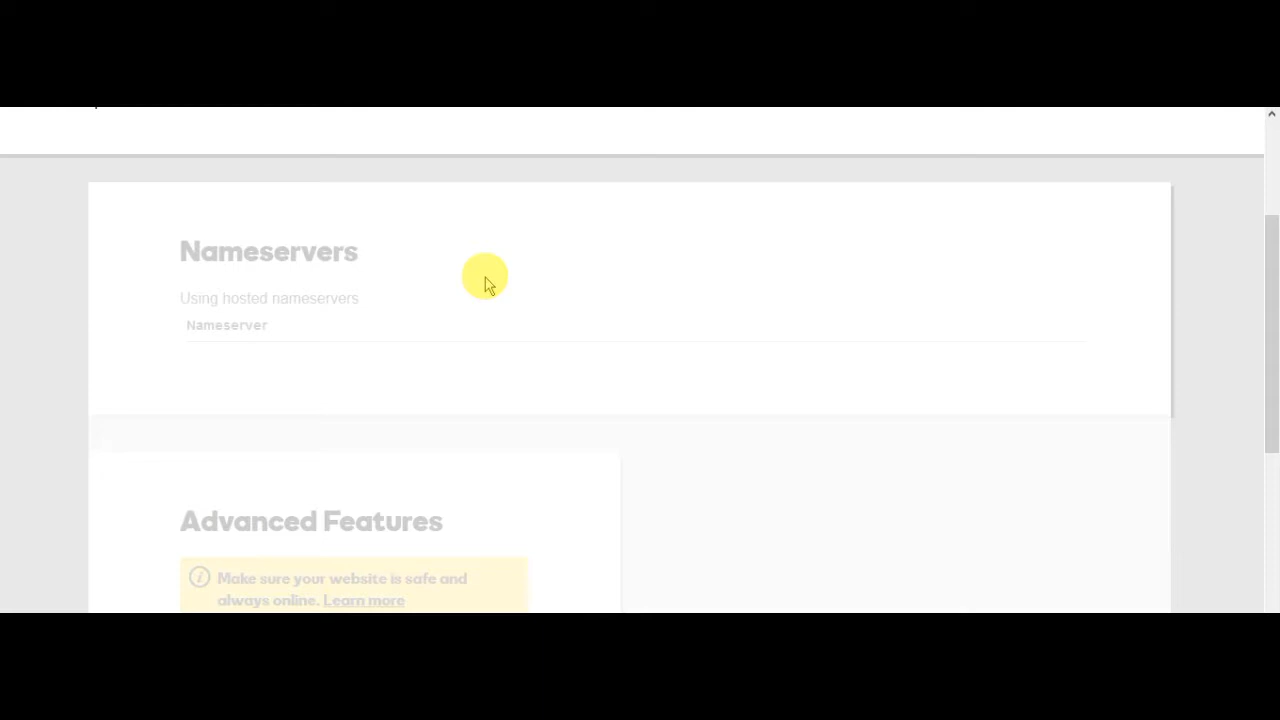 Nameservers
Using hosted nameservers
Nameserver
Advanced Features
Make sure your website is safe and
always online. Learn more